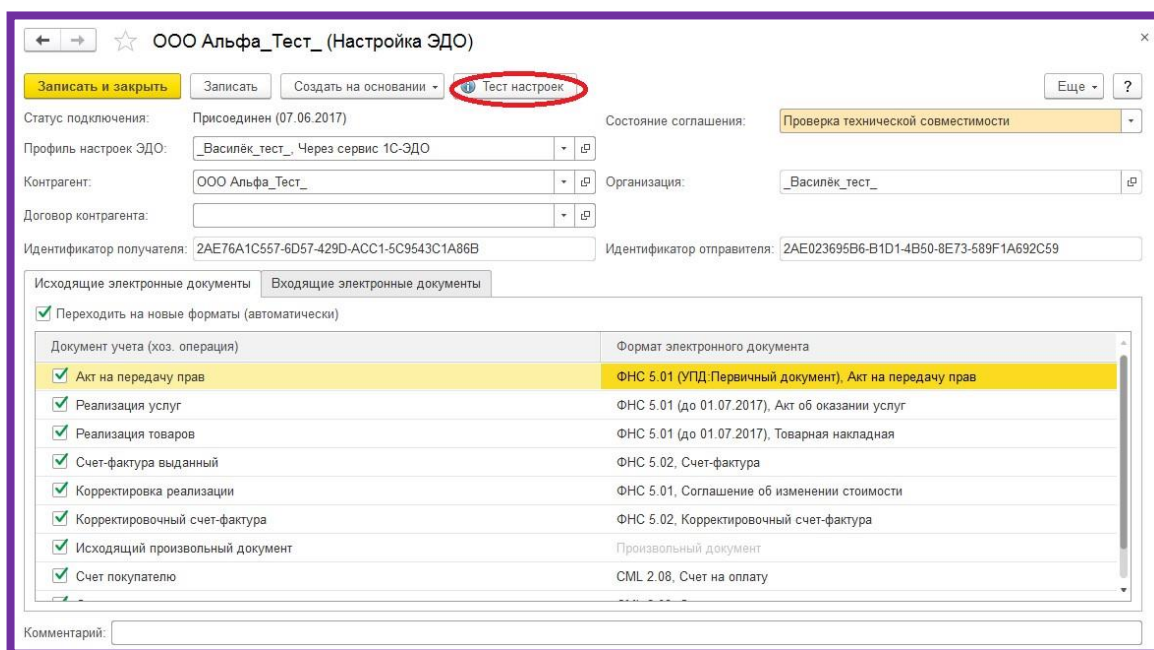 ООО Альфа_Тест_ (Настройка ЭДО)
Записать и закрыть Записать Создать на основании Тест настроек Еще ?
Статус подключения: Присоединен (07.06.2017) Состояние соглашения: Проверка технической совместимости
Профиль настроек ЭДО: _Василёк_тест_, Через сервис 1С-ЭДО
Контрагент: ООО Альфа_Тест_ Организация: _Василёк_тест_
Договор контрагента:
Идентификатор получателя: 2AE76A1C557-6D57-429D-ACC1-5C9543C1A86B Идентификатор отправителя: 2AE023695B6-B1D1-4B50-8E73-589F1A692C59
Исходящие электронные документы Входящие электронные документы
Переходить на новые форматы (автоматически)
Документ учета (хоз. операция) Формат электронного документа
Акт на передачу прав ФНС 5.01 (УПД:Первичный документ), Акт на передачу прав
Реализация услуг ФНС 5.01 (до 01.07.2017), Акт об оказании услуг
Реализация товаров ФНС 5.01 (до 01.07.2017), Товарная накладная
Счет-фактура выданный ФНС 5.02, Счет-фактура
Корректировка реализации ФНС 5.01, Соглашение об изменении стоимости
Корректировочный счет-фактура ФНС 5.02, Корректировочный счет-фактура
Исходящий произвольный документ Произвольный документ
Счет покупателю CML 2.08, Счет на оплату
Комментарий: